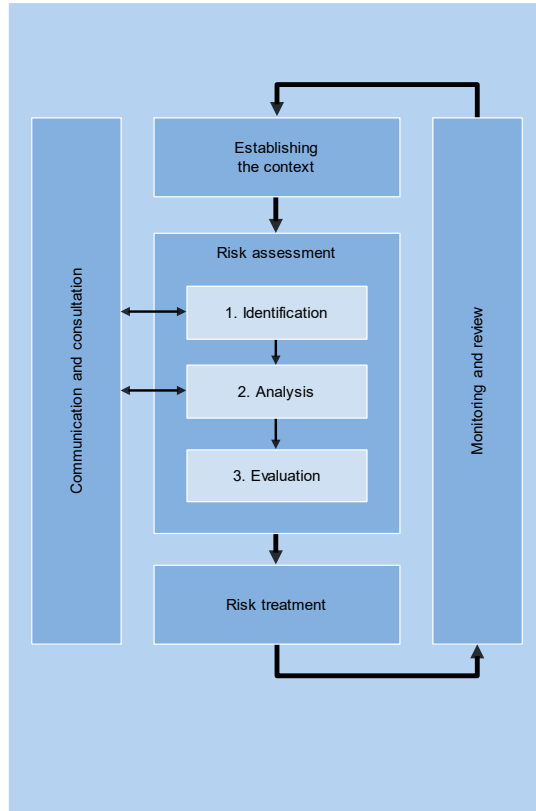 Establishing
the context
Risk assessment
1. Identification
2. Analysis
3. Evaluation
Risk treatment
Communication and consultation
Monitoring and review